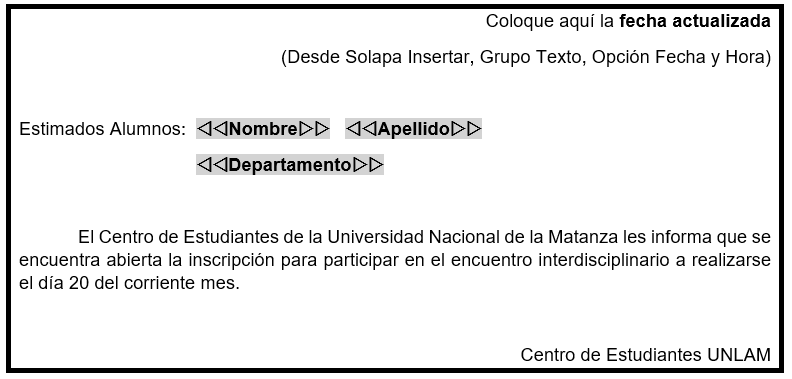 Coloque aquí la fecha actualizada
(Desde Solapa Insertar, Grupo Texto, Opción Fecha y Hora)
Estimados Alumnos: ◁◁Nombre▷▷ ◁◁Apellido▷▷
◁◁Departamento▷▷
El Centro de Estudiantes de la Universidad Nacional de la Matanza les informa que se
encuentra abierta la inscripción para participar en el encuentro interdisciplinario a realizarse
el día 20 del corriente mes.
Centro de Estudiantes UNLAM